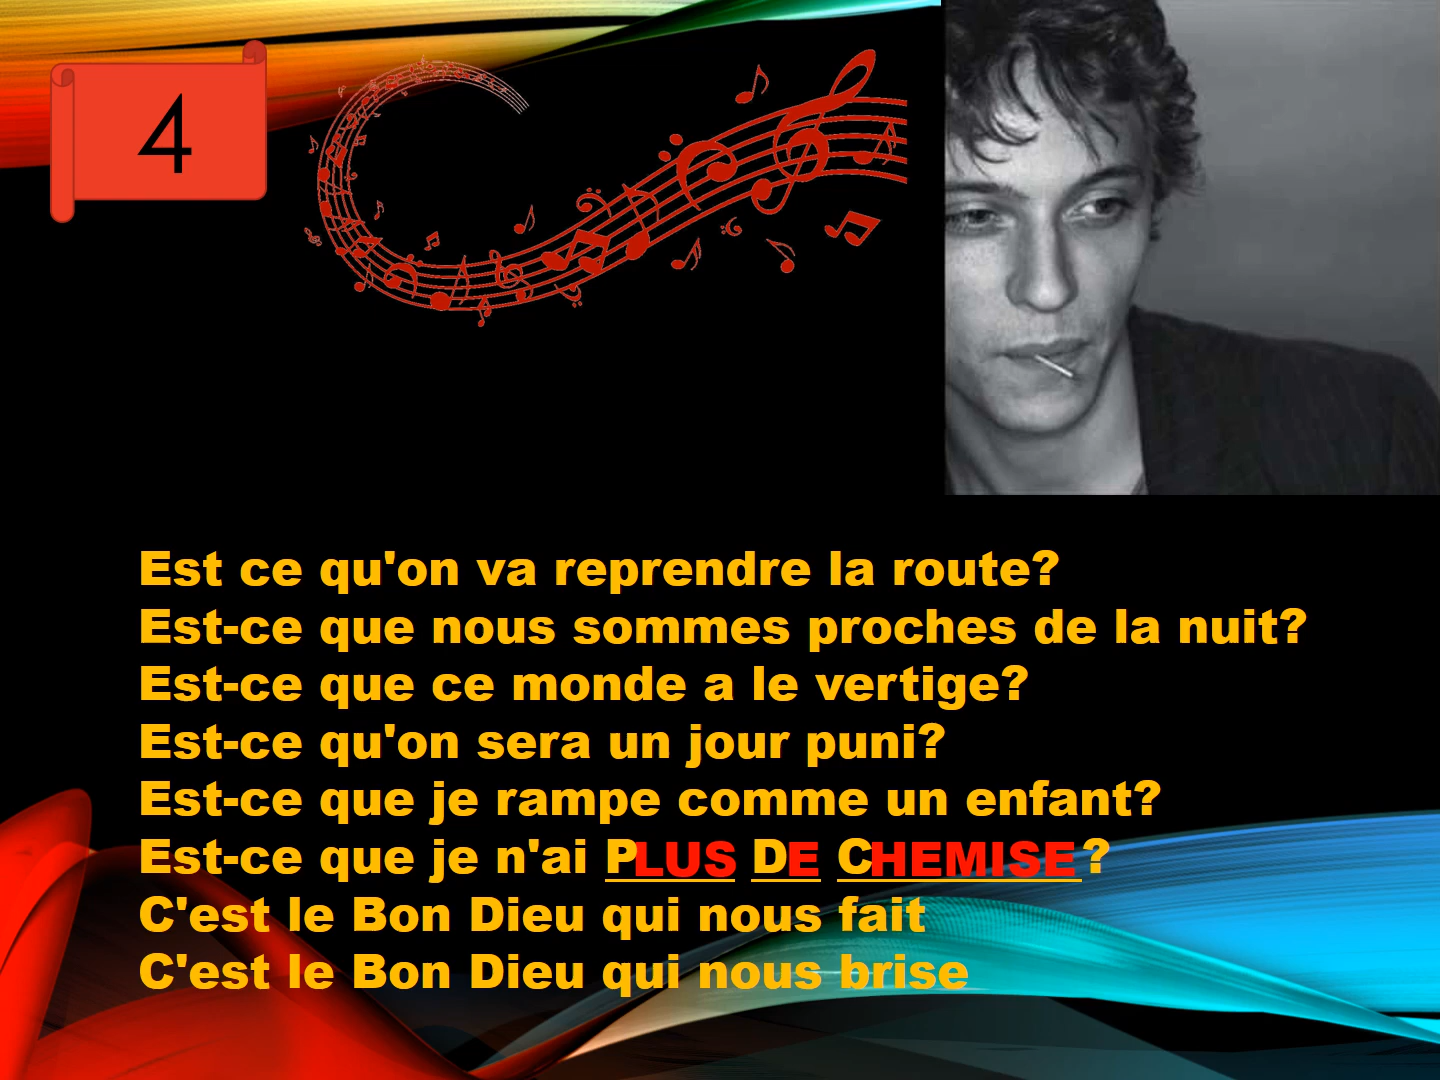 4
Est ce qu'on va reprendre la route?
Est-ce que nous sommes proches de la nuit?
Est-ce que ce monde a le vertige?
Est-ce qu'on sera un jour puni?
Est-ce que je rampe comme un enfant?
Est-ce que je n'ai PLUS DE CHEMISE?
C'est le Bon Dieu qui nous fait
C'est le Bon Dieu qui nous brise